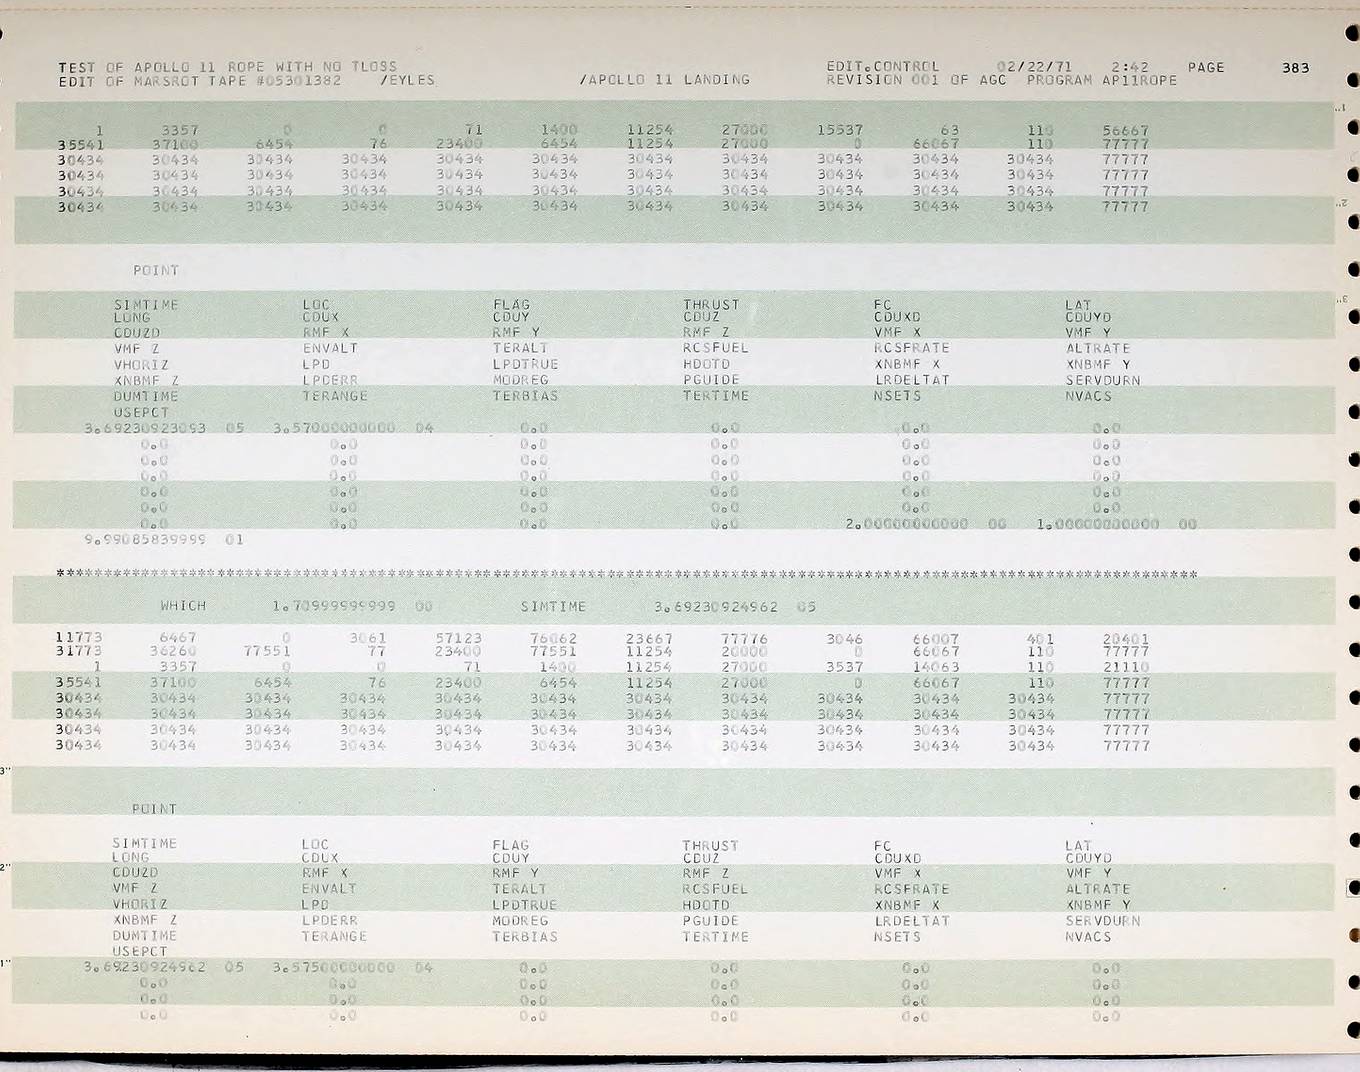 TEST OF APOLLO 11 ROPE WITH NO TLOSS EDIT.CONTROL 02/22/71 2:42 PAGE 383
EDIT OF MARSROT TAPE #05301382 /EYLES /APOLLO 11 LANDING REVISION 001 OF AGC PROGRAM AP11ROPE
1 3357 0 0 71 1400 11254 27000 15537 63 110 56667
35541 37100 6454 76 23400 6454 11254 27000 0 66067 110 77777
30434 30434 30434 30434 30434 30434 30434 30434 30434 30434 30434 77777
30434 30434 30434 30434 30434 30434 30434 30434 30434 30434 30434 77777
30434 30434 30434 30434 30434 30434 30434 30434 30434 30434 30434 77777
30434 30434 30434 30434 30434 30434 30434 30434 30434 30434 30434 77777
POINT
SIMTIME LOC FLAG THRUST FC LAT
LONG CDUX CDUY CDUZ CDUXD CDUYD
CDUZD RMF X RMF Y RMF Z VMF X VMF Y
VMF Z ENVALT TERALT RCSFUEL RCSFRATE ALTRATE
VHORIZ LPD LPDTRUE HDOTD XNBMF X XNBMF Y
XNBMF Z LPDERR MODREG PGUIDE LRDELTAT SERVDURN
DUMTIME TERANGE TERBIAS TERTIME NSETS NVACS
USEPCT
3.69230923093 05 3.57000000000 04 0.0 0.0 0.0 0.0
0.0 0.0 0.0 0.0 0.0 0.0
0.0 0.0 0.0 0.0 0.0 0.0
0.0 0.0 0.0 0.0 0.0 0.0
0.0 0.0 0.0 0.0 0.0 0.0
0.0 0.0 0.0 0.0 0.0 0.0
0.0 0.0 0.0 0.0 2.00000000000 00 1.00000000000 00
9.99085839999 01
************************************************************************************************************************
WHICH 1.70999999999 00 SIMTIME 3.69230924962 05
11773 6467 0 3061 57123 76062 23667 77776 3046 66007 401 20401
31773 36260 77551 77 23400 77551 11254 20000 0 66067 110 77777
1 3357 0 0 71 1400 11254 27000 3537 14063 110 21110
35541 37100 6454 76 23400 6454 11254 27000 0 66067 110 77777
30434 30434 30434 30434 30434 30434 30434 30434 30434 30434 30434 77777
30434 30434 30434 30434 30434 30434 30434 30434 30434 30434 30434 77777
30434 30434 30434 30434 30434 30434 30434 30434 30434 30434 30434 77777
30434 30434 30434 30434 30434 30434 30434 30434 30434 30434 30434 77777
POINT
SIMTIME LOC FLAG THRUST FC LAT
LONG CDUX CDUY CDUZ CDUXD CDUYD
CDUZD RMF X RMF Y RMF Z VMF X VMF Y
VMF Z ENVALT TERALT RCSFUEL RCSFRATE ALTRATE
VHORIZ LPD LPDTRUE HDOTD XNBMF X XNBMF Y
XNBMF Z LPDERR MODREG PGUIDE LRDELTAT SERVDURN
DUMTIME TERANGE TERBIAS TERTIME NSETS NVACS
USEPCT
3.69230924962 05 3.57500000000 04 0.0 0.0 0.0 0.0
0.0 0.0 0.0 0.0 0.0 0.0
0.0 0.0 0.0 0.0 0.0 0.0
0.0 0.0 0.0 0.0 0.0 0.0
3"
2"
1"